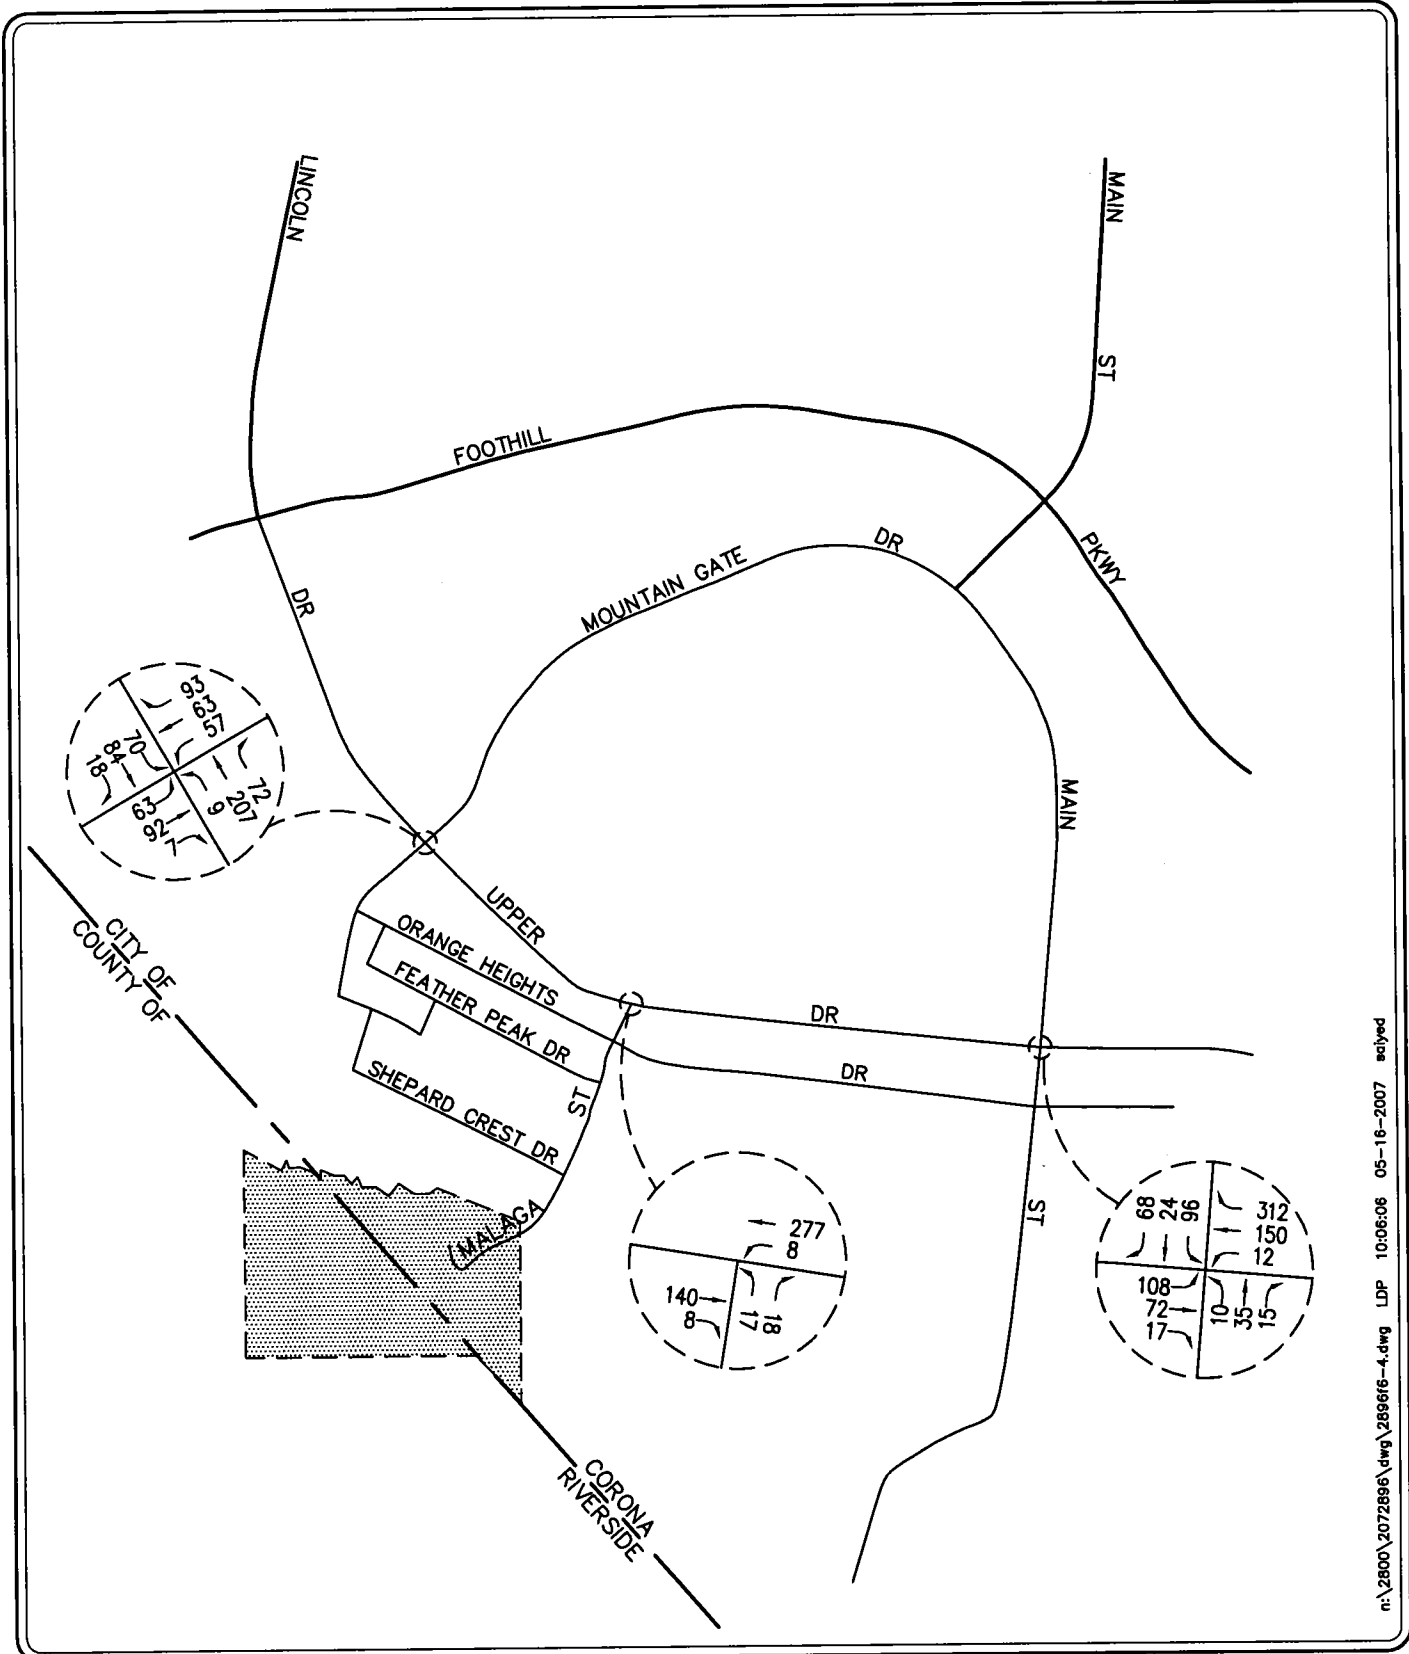 LINCOLN
DR
MAIN
ST
FOOTHILL
PKWY
MOUNTAIN GATE
DR
MAIN
ST
UPPER
DR
ORANGE HEIGHTS
DR
FEATHER PEAK DR
SHEPARD CREST DR
MALAGA
ST
CITY OF
COUNTY OF
CORONA
RIVERSIDE
93
63
57
72
207
9
70
84
18
63
92
7
277
8
140
8
17
18
68
24
96
312
150
12
108
72
17
10
35
15
n:\2800\2072896\dwg\2896f6-4.dwg LDP 10:06:06 05-16-2007 salyed